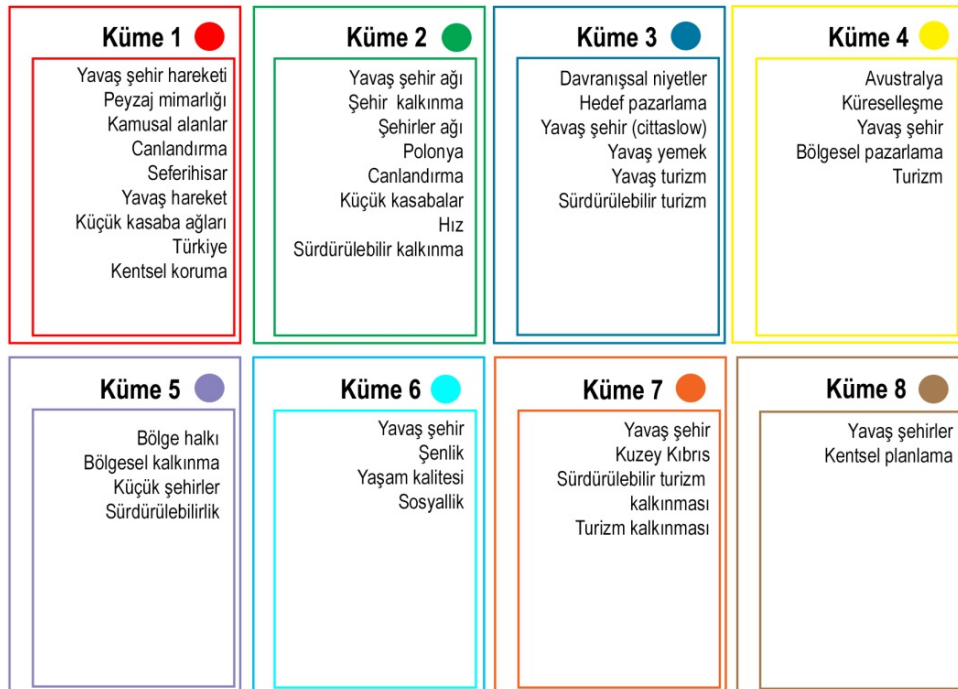 Küme 1
Yavaş şehir hareketi
Peyzaj mimarlığı
Kamusal alanlar
Canlandırma
Seferihisar
Yavaş hareket
Küçük kasaba ağları
Türkiye
Kentsel koruma
Küme 2
Yavaş şehir ağı
Şehir kalkınma
Şehirler ağı
Polonya
Canlandırma
Küçük kasabalar
Hız
Sürdürülebilir kalkınma
Küme 3
Davranışsal niyetler
Hedef pazarlama
Yavaş şehir (cittaslow)
Yavaş yemek
Yavaş turizm
Sürdürülebilir turizm
Küme 4
Avustralya
Küreselleşme
Yavaş şehir
Bölgesel pazarlama
Turizm
Küme 5
Bölge halkı
Bölgesel kalkınma
Küçük şehirler
Sürdürülebilirlik
Küme 6
Yavaş şehir
Şenlik
Yaşam kalitesi
Sosyallik
Küme 7
Yavaş şehir
Kuzey Kıbrıs
Sürdürülebilir turizm
kalkınması
Turizm kalkınması
Küme 8
Yavaş şehirler
Kentsel planlama